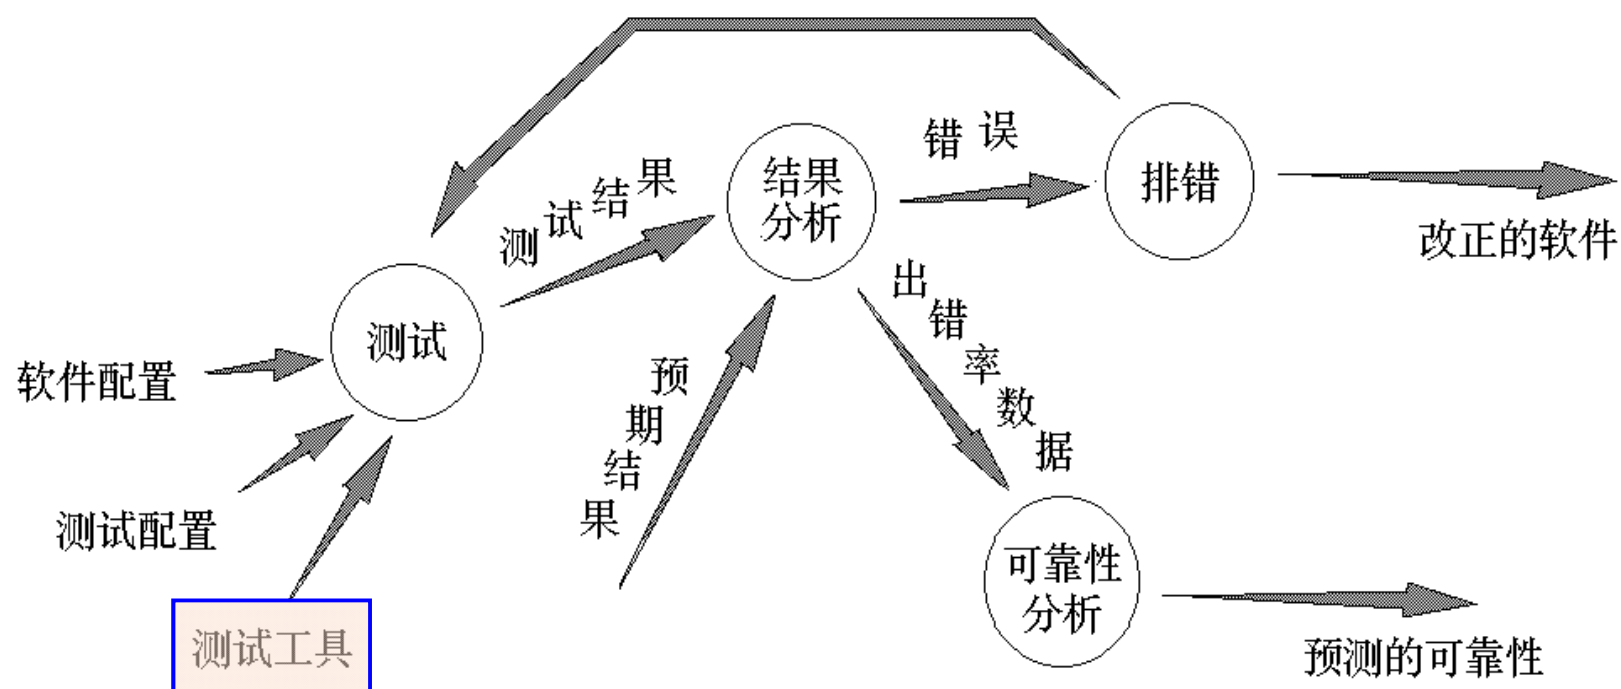 错误
测试结果
结果
分析
排错
改正的软件
出错率数据
测试
软件配置
预期结果
测试配置
可靠性
分析
测试工具
预测的可靠性